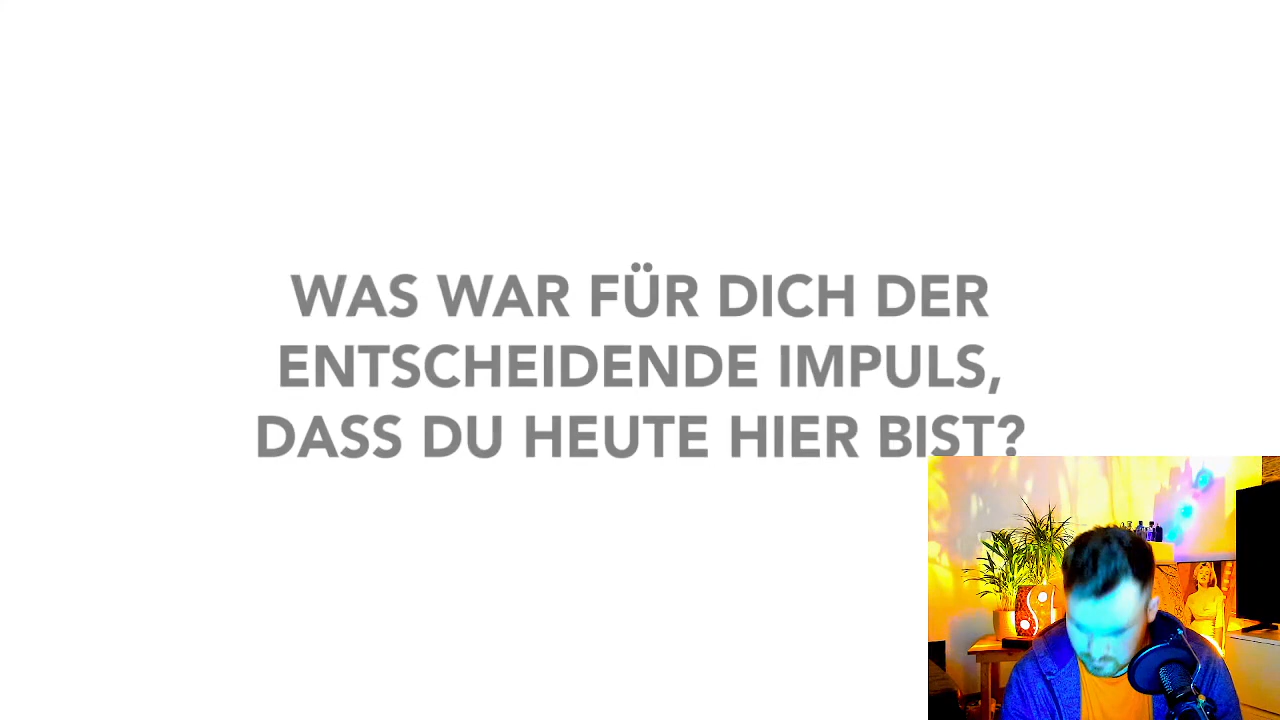 WAS WAR FÜR DICH DER
ENTSCHEIDENDE IMPULS,
DASS DU HEUTE HIER BIST?